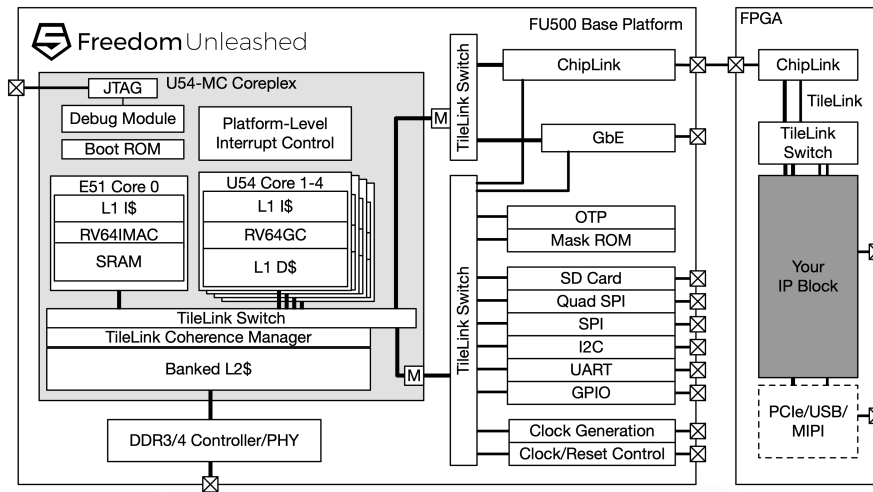 Freedom Unleashed
FU500 Base Platform
FPGA
JTAG
U54-MC Coreplex
Debug Module
Boot ROM
Platform-Level
Interrupt Control
E51 Core 0
L1 I$
RV64IMAC
SRAM
U54 Core 1-4
L1 I$
RV64GC
L1 D$
TileLink Switch
TileLink Coherence Manager
Banked L2$
DDR3/4 Controller/PHY
M
M
TileLink Switch
TileLink Switch
ChipLink
GbE
OTP
Mask ROM
SD Card
Quad SPI
SPI
I2C
UART
GPIO
Clock Generation
Clock/Reset Control
ChipLink
TileLink
TileLink
Switch
Your
IP Block
PCIe/USB/
MIPI